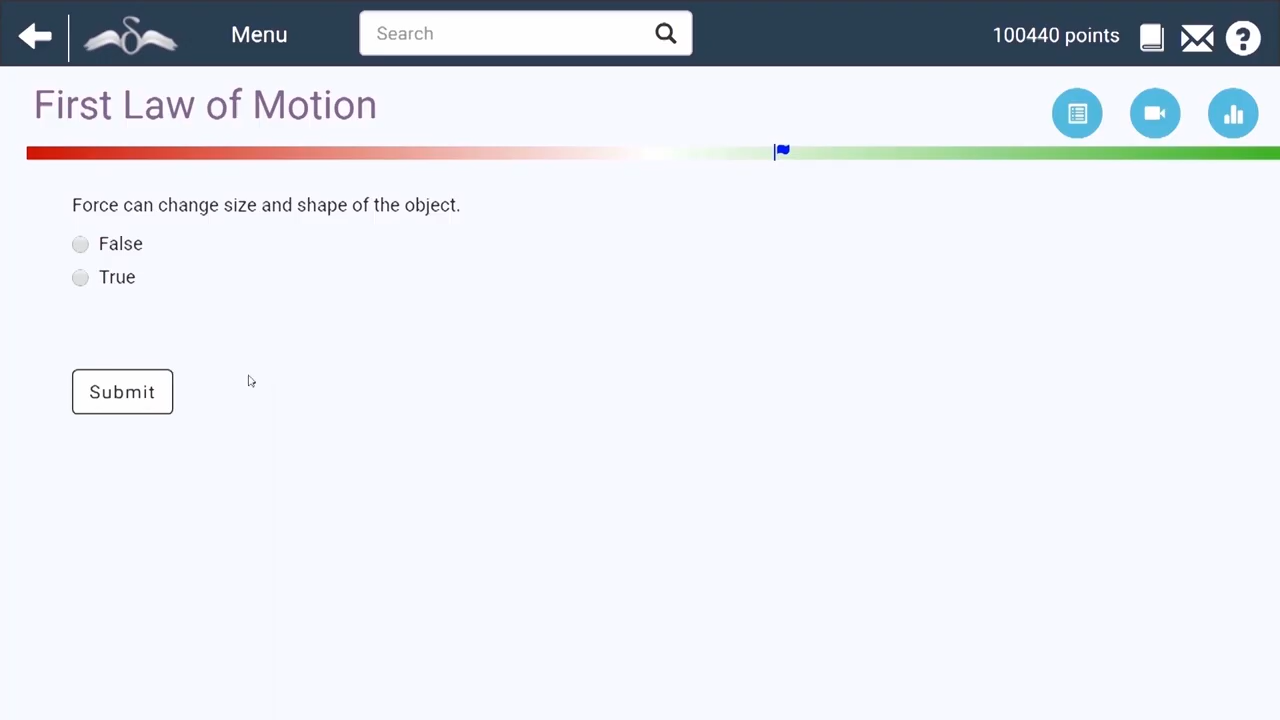 Menu
Search
100440 points
?
First Law of Motion
Force can change size and shape of the object.
False
True
Submit